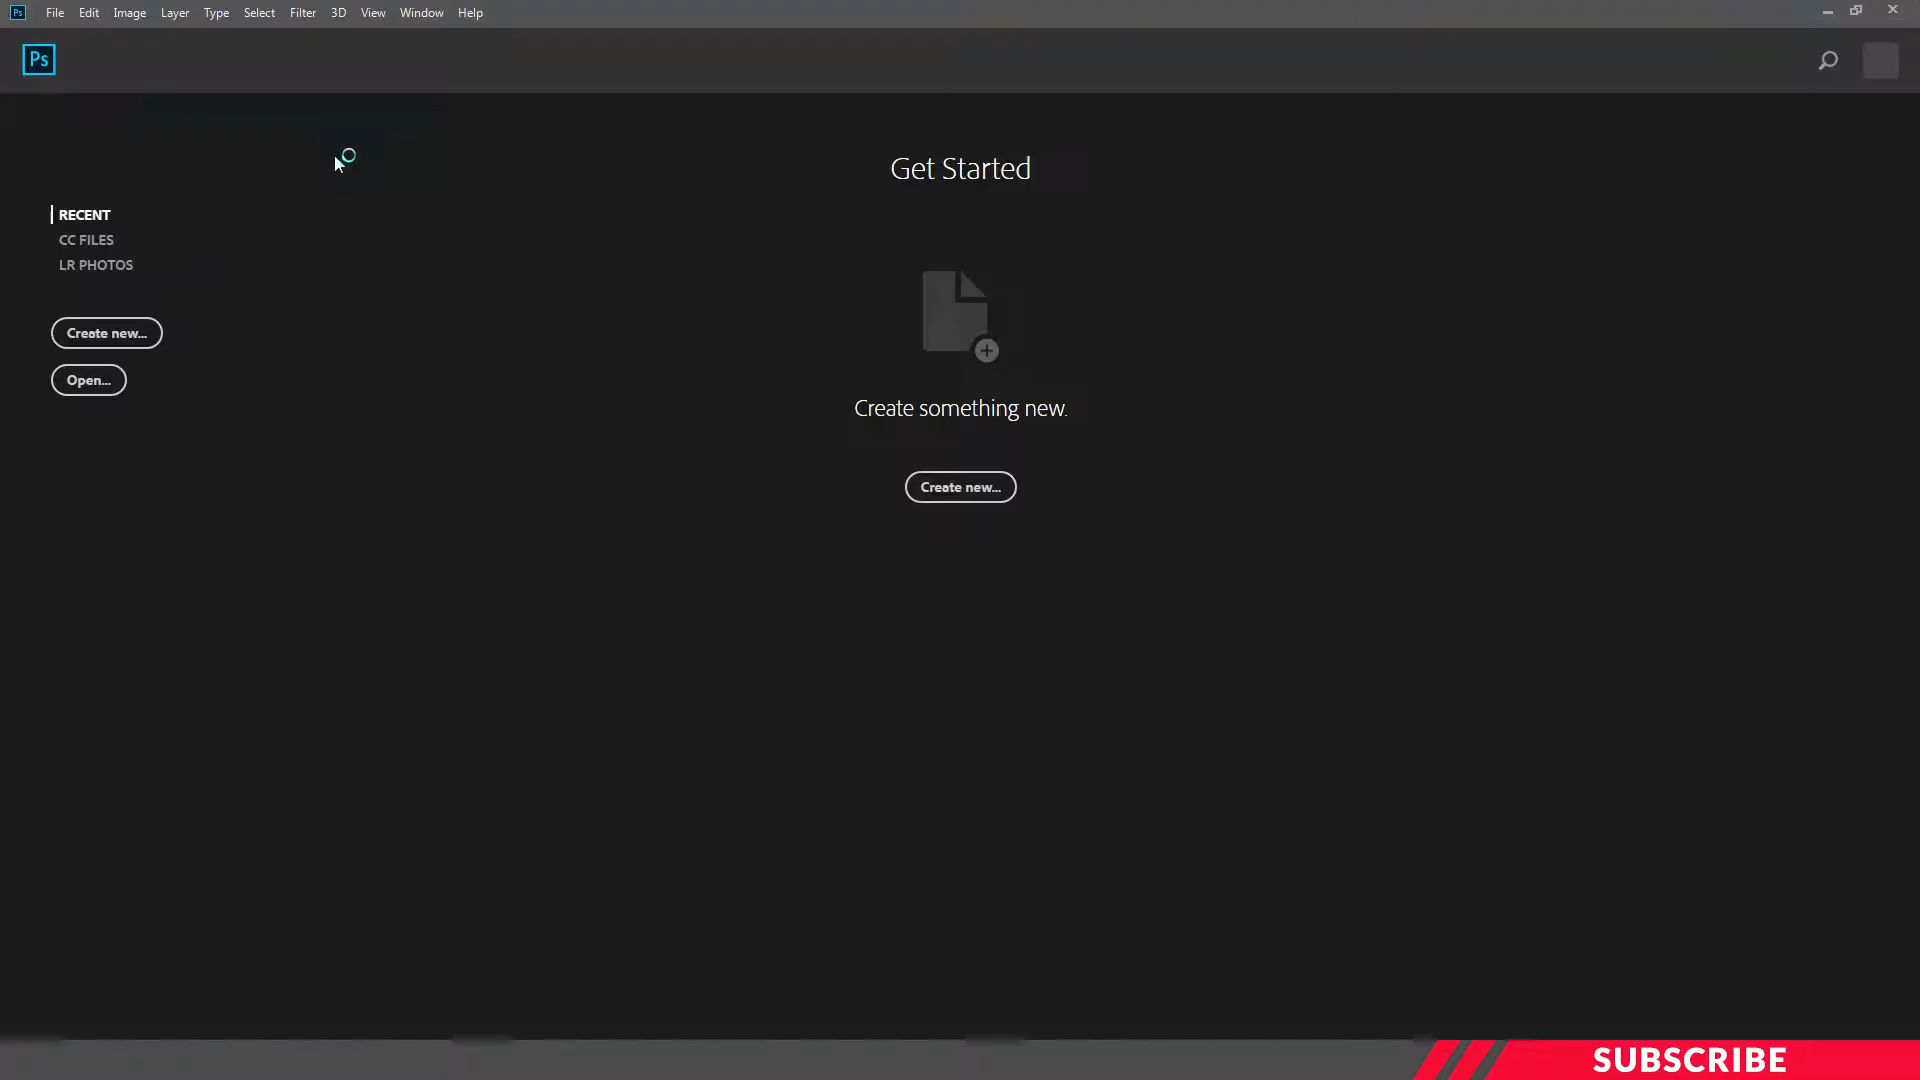 Ps File Edit Image Layer Type Select Filter 3D View Window Help
Ps
Get Started
RECENT
CC FILES
LR PHOTOS
Create new...
Open...
Create something new.
Create new...
SUBSCRIBE